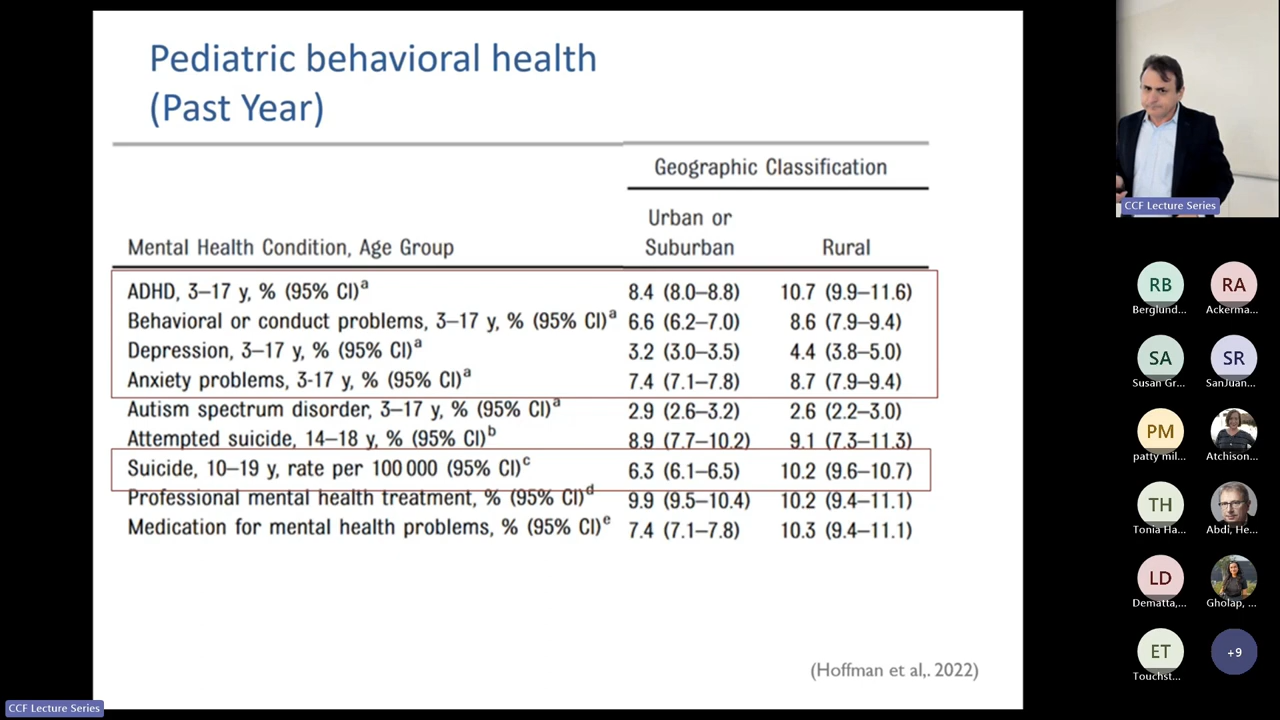 Pediatric behavioral health
(Past Year)
Geographic Classification
Urban or
Suburban
Rural
Mental Health Condition, Age Group
ADHD, 3–17 y, % (95% CI)a 8.4 (8.0–8.8) 10.7 (9.9–11.6)
Behavioral or conduct problems, 3–17 y, % (95% CI)a 6.6 (6.2–7.0) 8.6 (7.9–9.4)
Depression, 3–17 y, % (95% CI)a 3.2 (3.0–3.5) 4.4 (3.8–5.0)
Anxiety problems, 3-17 y, % (95% CI)a 7.4 (7.1–7.8) 8.7 (7.9–9.4)
Autism spectrum disorder, 3–17 y, % (95% CI)a 2.9 (2.6–3.2) 2.6 (2.2–3.0)
Attempted suicide, 14–18 y, % (95% CI)b 8.9 (7.7–10.2) 9.1 (7.3–11.3)
Suicide, 10–19 y, rate per 100 000 (95% CI)c 6.3 (6.1–6.5) 10.2 (9.6–10.7)
Professional mental health treatment, % (95% CI)d 9.9 (9.5–10.4) 10.2 (9.4–11.1)
Medication for mental health problems, % (95% CI)e 7.4 (7.1–7.8) 10.3 (9.4–11.1)
(Hoffman et al,. 2022)
CCF Lecture Series
CCF Lecture Series
RB RA
Berglund... Ackerma...
SA SR
Susan Gr... SanJuan...
PM
patty mil... Atchison...
TH
Tonia Ha... Abdi, He...
LD
Dematta,... Gholap, ...
ET +9
Touchst...